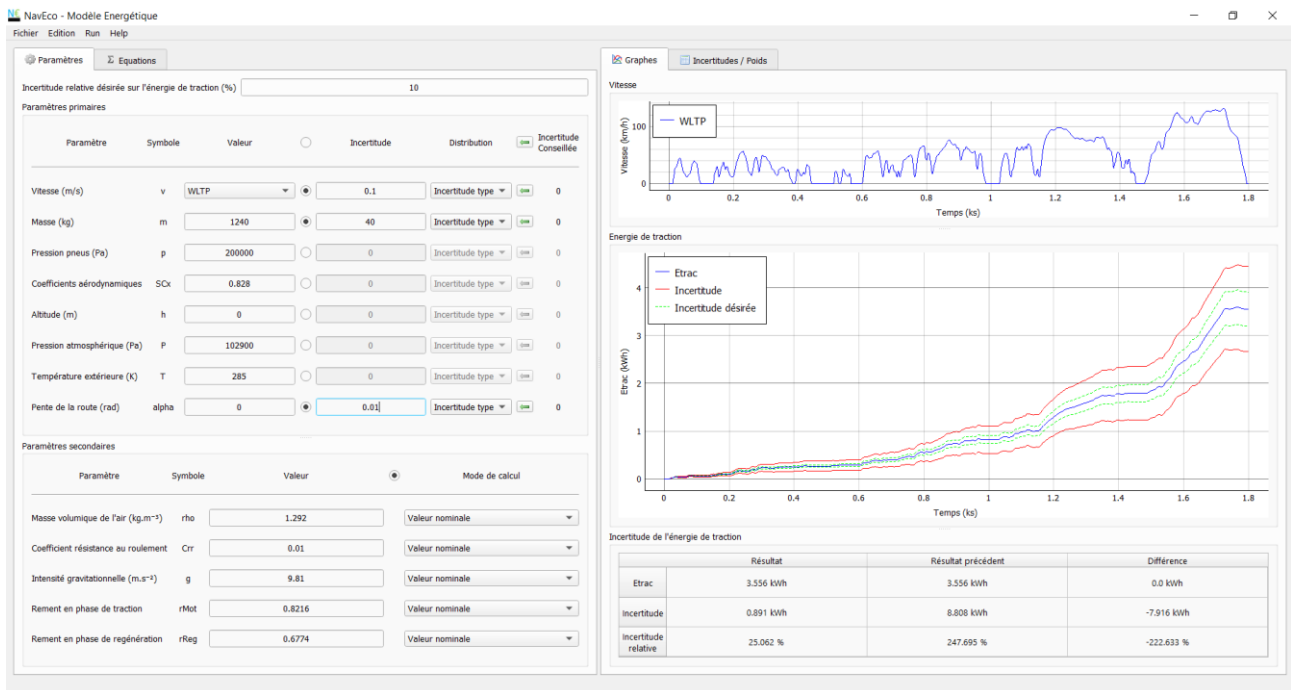 NavEco - Modèle Energétique
Fichier Edition Run Help
Paramètres Σ Equations
Incertitude relative désirée sur l'énergie de traction (%) 10
Paramètres primaires
Paramètre Symbole Valeur Incertitude Distribution Incertitude Conseillée
Vitesse (m/s) v WLTP 0.1 Incertitude type 0
Masse (kg) m 1240 40 Incertitude type 0
Pression pneus (Pa) p 200000 0 Incertitude type 0
Coefficients aérodynamiques SCx 0.828 0 Incertitude type 0
Altitude (m) h 0 0 Incertitude type 0
Pression atmosphérique (Pa) P 102900 0 Incertitude type 0
Température extérieure (K) T 285 0 Incertitude type 0
Pente de la route (rad) alpha 0 0.01 Incertitude type 0
Paramètres secondaires
Paramètre Symbole Valeur Mode de calcul
Masse volumique de l'air (kg.m⁻³) rho 1.292 Valeur nominale
Coefficient résistance au roulement Crr 0.01 Valeur nominale
Intensité gravitationnelle (m.s⁻²) g 9.81 Valeur nominale
Rement en phase de traction rMot 0.8216 Valeur nominale
Rement en phase de regénération rReg 0.6774 Valeur nominale
Graphes Incertitudes / Poids
Vitesse
WLTP
Vitesse (km/h)
100
0
0 0.2 0.4 0.6 0.8 1 1.2 1.4 1.6 1.8
Temps (ks)
Energie de traction
Etrac
Incertitude
Incertitude désirée
Etrac (kWh)
4
3
2
1
0
0 0.2 0.4 0.6 0.8 1 1.2 1.4 1.6 1.8
Temps (ks)
Incertitude de l'énergie de traction
Résultat Résultat précédent Différence
Etrac 3.556 kWh 3.556 kWh 0.0 kWh
Incertitude 0.891 kWh 8.808 kWh -7.916 kWh
Incertitude relative 25.062 % 247.695 % -222.633 %